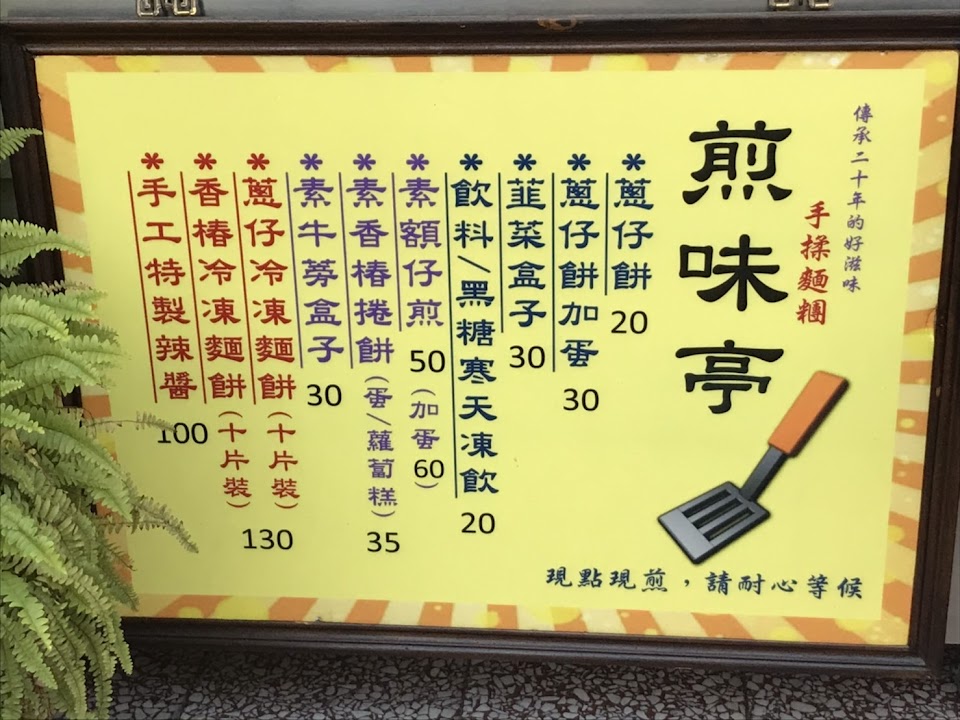 傳承二十年的好滋味
手揉麵糰
煎味亭
*蔥仔餅 20
*蔥仔餅加蛋 30
*韮菜盒子 30
*飲料/黑糖寒天凍飲 20
*素額仔煎 50(加蛋60)
*素香椿捲餅(蛋/蘿蔔糕) 35
*素牛蒡盒子 30
*蔥仔冷凍麵餅(十片裝) 130
*香椿冷凍麵餅(十片裝)
*手工特製辣醬 100
現點現煎，請耐心等候